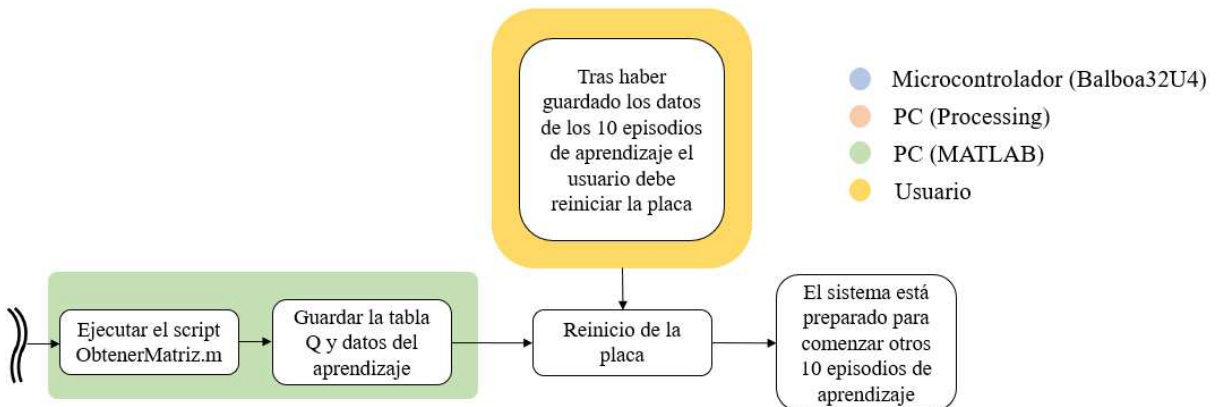 Tras haber
guardado los datos
de los 10 episodios
de aprendizaje el
usuario debe
reiniciar la placa
Microcontrolador (Balboa32U4)
PC (Processing)
PC (MATLAB)
Usuario
Ejecutar el script
ObtenerMatriz.m
Guardar la tabla
Q y datos del
aprendizaje
Reinicio de la
placa
El sistema está
preparado para
comenzar otros
10 episodios de
aprendizaje